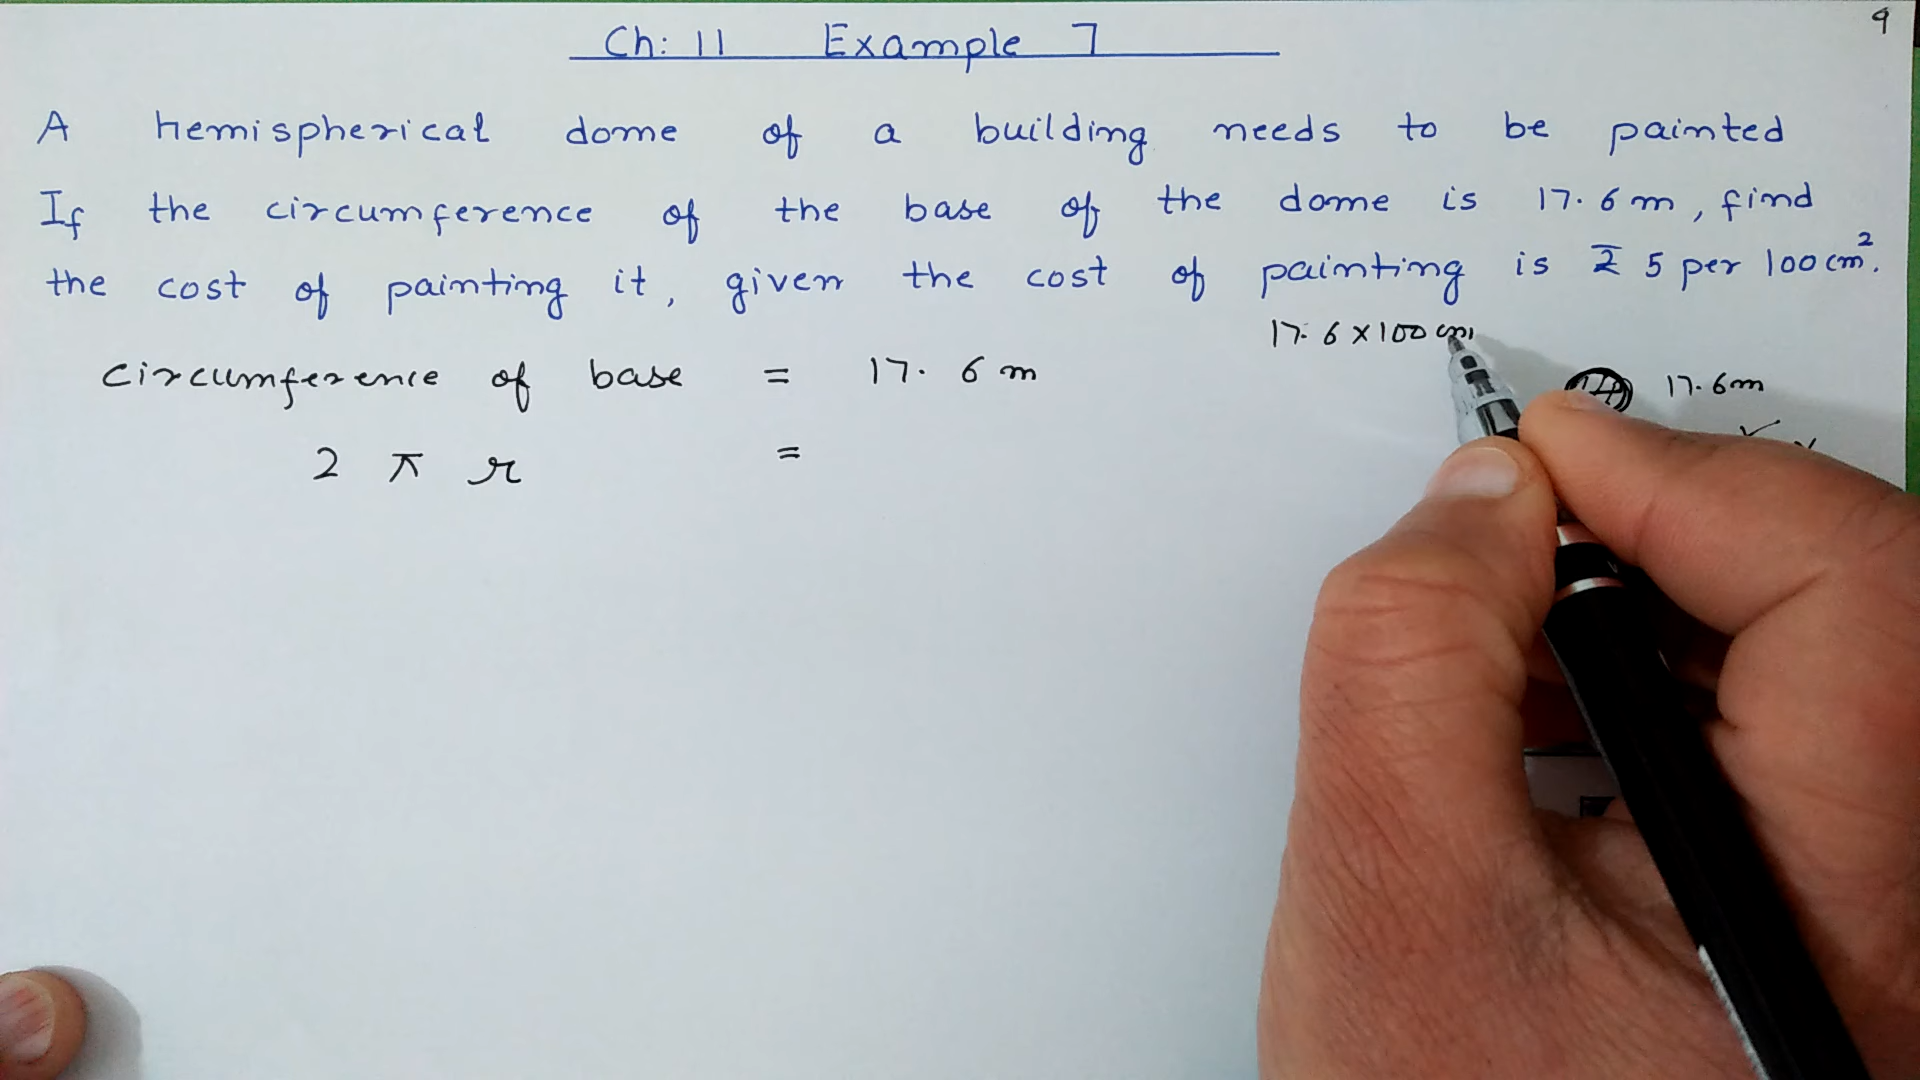 9
Ch: 11 Example 7
A hemispherical dome of a building needs to be painted
If the circumference of the base of the dome is 17.6 m, find
the cost of painting it, given the cost of painting is ₹ 5 per 100 cm².
17.6 × 100 cm
circumference of base = 17.6 m
17.6m
2 π r =